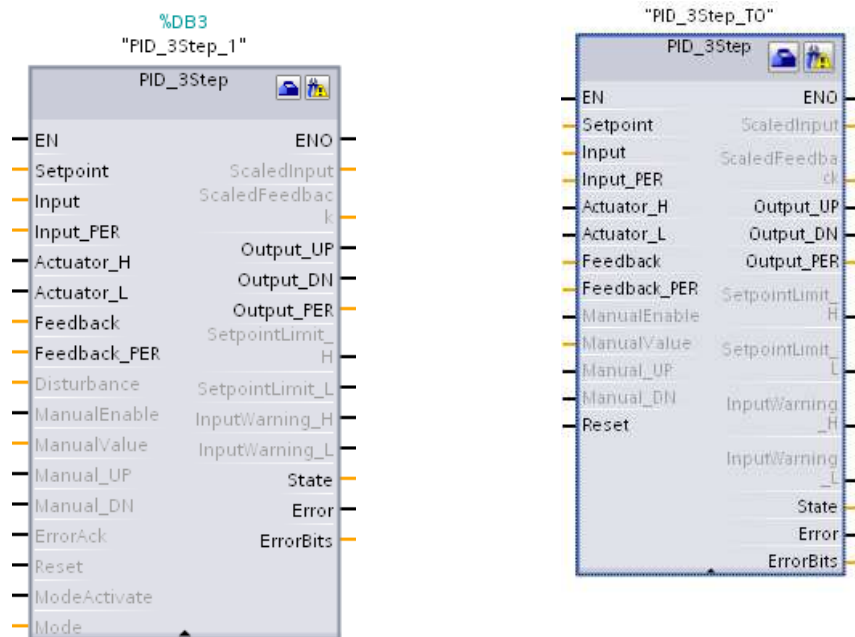 %DB3
"PID_3Step_1"
PID_3Step
EN
ENO
Setpoint
ScaledInput
Input
ScaledFeedbac
k
Input_PER
Output_UP
Actuator_H
Output_DN
Actuator_L
Output_PER
Feedback
SetpointLimit_
H
Feedback_PER
Disturbance
SetpointLimit_L
ManualEnable
InputWarning_H
ManualValue
InputWarning_L
Manual_UP
State
Manual_DN
Error
ErrorAck
ErrorBits
Reset
ModeActivate
Mode
"PID_3Step_TO"
PID_3Step
EN
ENO
Setpoint
ScaledInput
Input
ScaledFeedba
ck
Input_PER
Actuator_H
Output_UP
Actuator_L
Output_DN
Feedback
Output_PER
Feedback_PER
SetpointLimit_
H
ManualEnable
ManualValue
SetpointLimit_
L
Manual_UP
Manual_DN
InputWarning
_H
Reset
InputWarning
_L
State
Error
ErrorBits